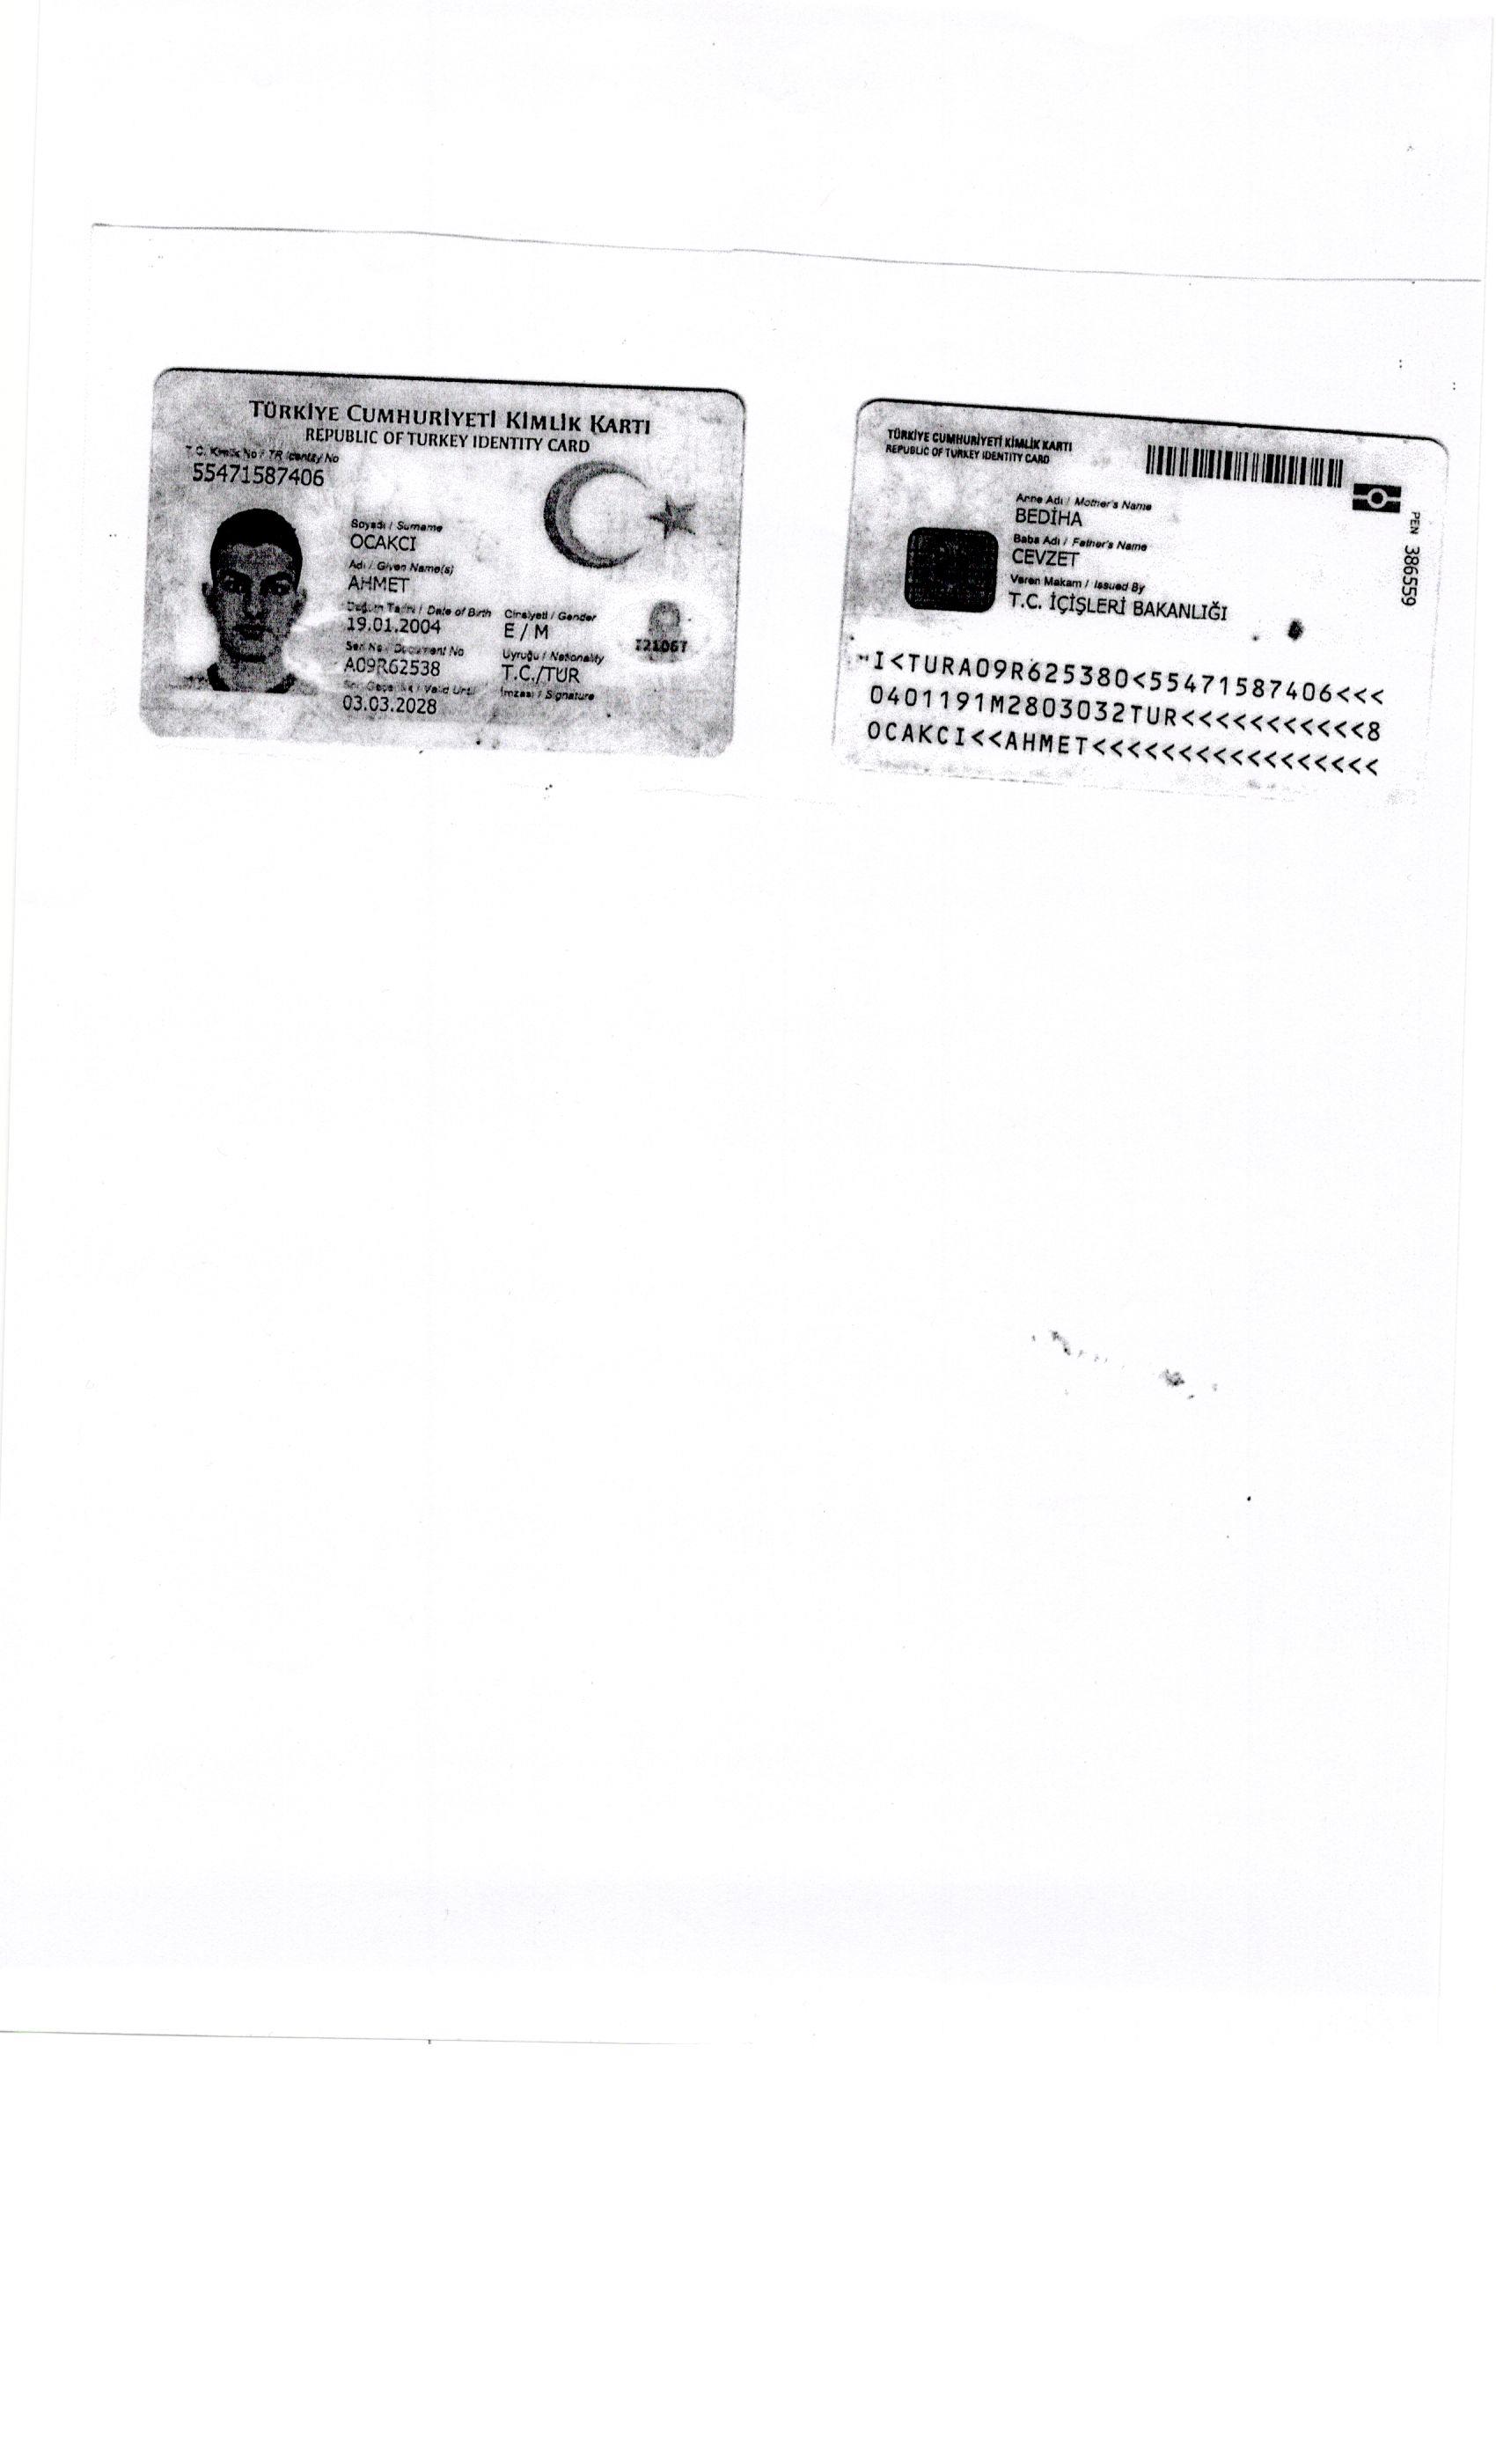 TÜRKİYE CUMHURİYETİ KİMLİK KARTI
REPUBLIC OF TURKEY IDENTITY CARD
T.C. Kimlik No / TR Identity No
55471587406
Soyadı / Surname
OCAKCI
Adı / Given Name(s)
AHMET
Doğum Tarihi / Date of Birth Cinsiyeti / Gender
19.01.2004 E / M
Seri No / Document No Uyruğu / Nationality
A09R62538 T.C./TUR
Son Geçerlilik / Valid Until İmzası / Signature
03.03.2028
TÜRKİYE CUMHURİYETİ KİMLİK KARTI
REPUBLIC OF TURKEY IDENTITY CARD
Anne Adı / Mother's Name
BEDİHA
Baba Adı / Father's Name
CEVZET
Veren Makam / Issued By
T.C. İÇİŞLERİ BAKANLIĞI
PEN 386559
I<TURA09R625380<55471587406<<<
0401191M2803032TUR<<<<<<<<<<<8
OCAKCI<<AHMET<<<<<<<<<<<<<<<<<